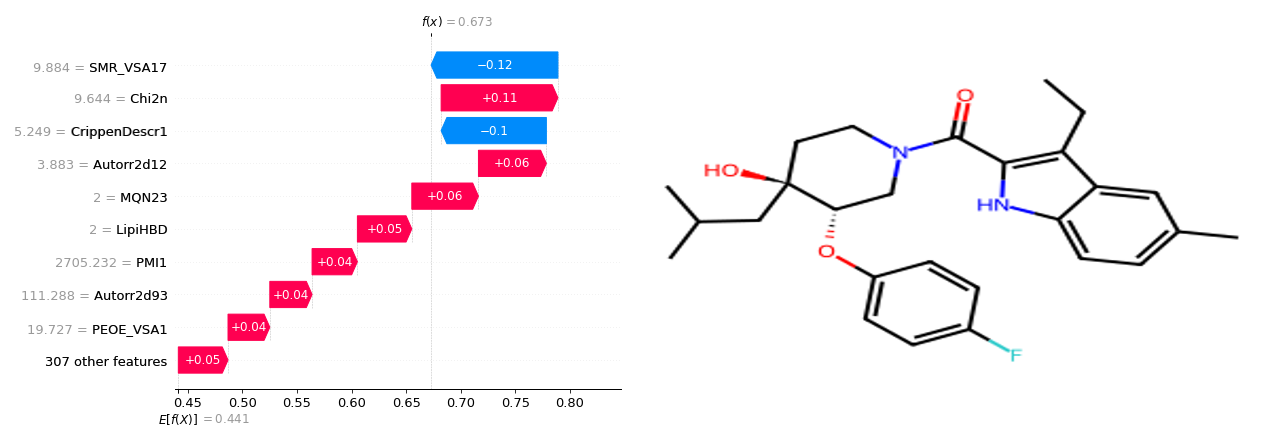 f(x) = 0.673
9.884 = SMR_VSA17
−0.12
9.644 = Chi2n
+0.11
5.249 = CrippenDescr1
−0.1
3.883 = Autorr2d12
+0.06
2 = MQN23
+0.06
2 = LipiHBD
+0.05
2705.232 = PMI1
+0.04
111.288 = Autorr2d93
+0.04
19.727 = PEOE_VSA1
+0.04
307 other features
+0.05
0.45 0.50 0.55 0.60 0.65 0.70 0.75 0.80
E[f(X)] = 0.441
O
N
HO
HN
O
F